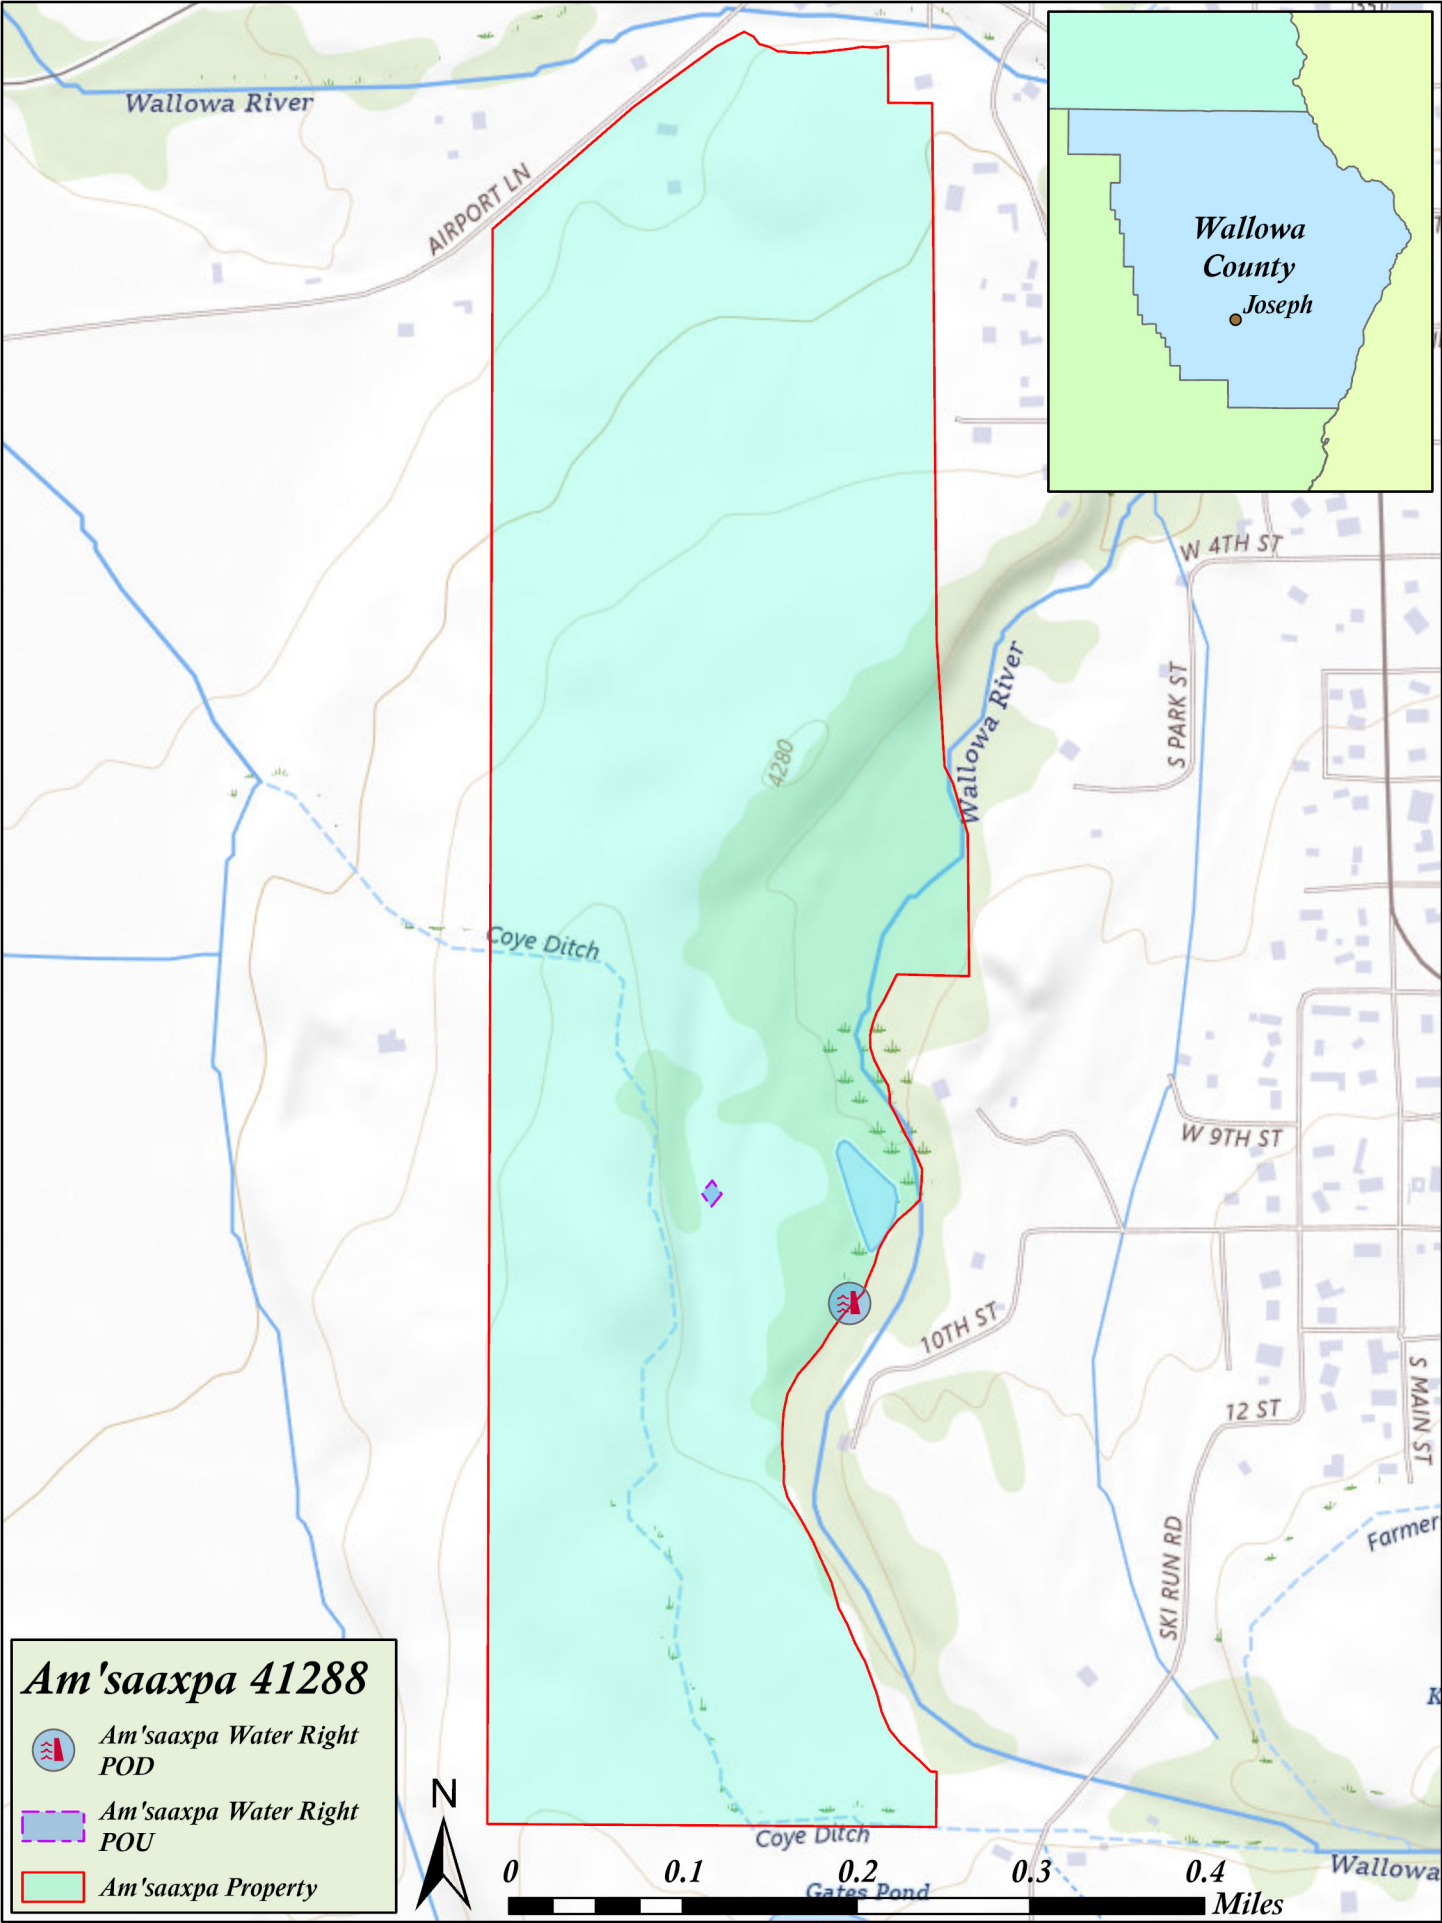 Wallowa River
AIRPORT LN
Wallowa
County
Joseph
W 4TH ST
S PARK ST
Wallowa River
4280
Coye Ditch
W 9TH ST
10TH ST
12 ST
S MAIN ST
SKI RUN RD
Farmer
K
Am'saaxpa 41288
Am'saaxpa Water Right
POD
Am'saaxpa Water Right
POU
Am'saaxpa Property
N
Coye Ditch
Wallowa
0 0.1 0.2 0.3 0.4
Gates Pond
Miles